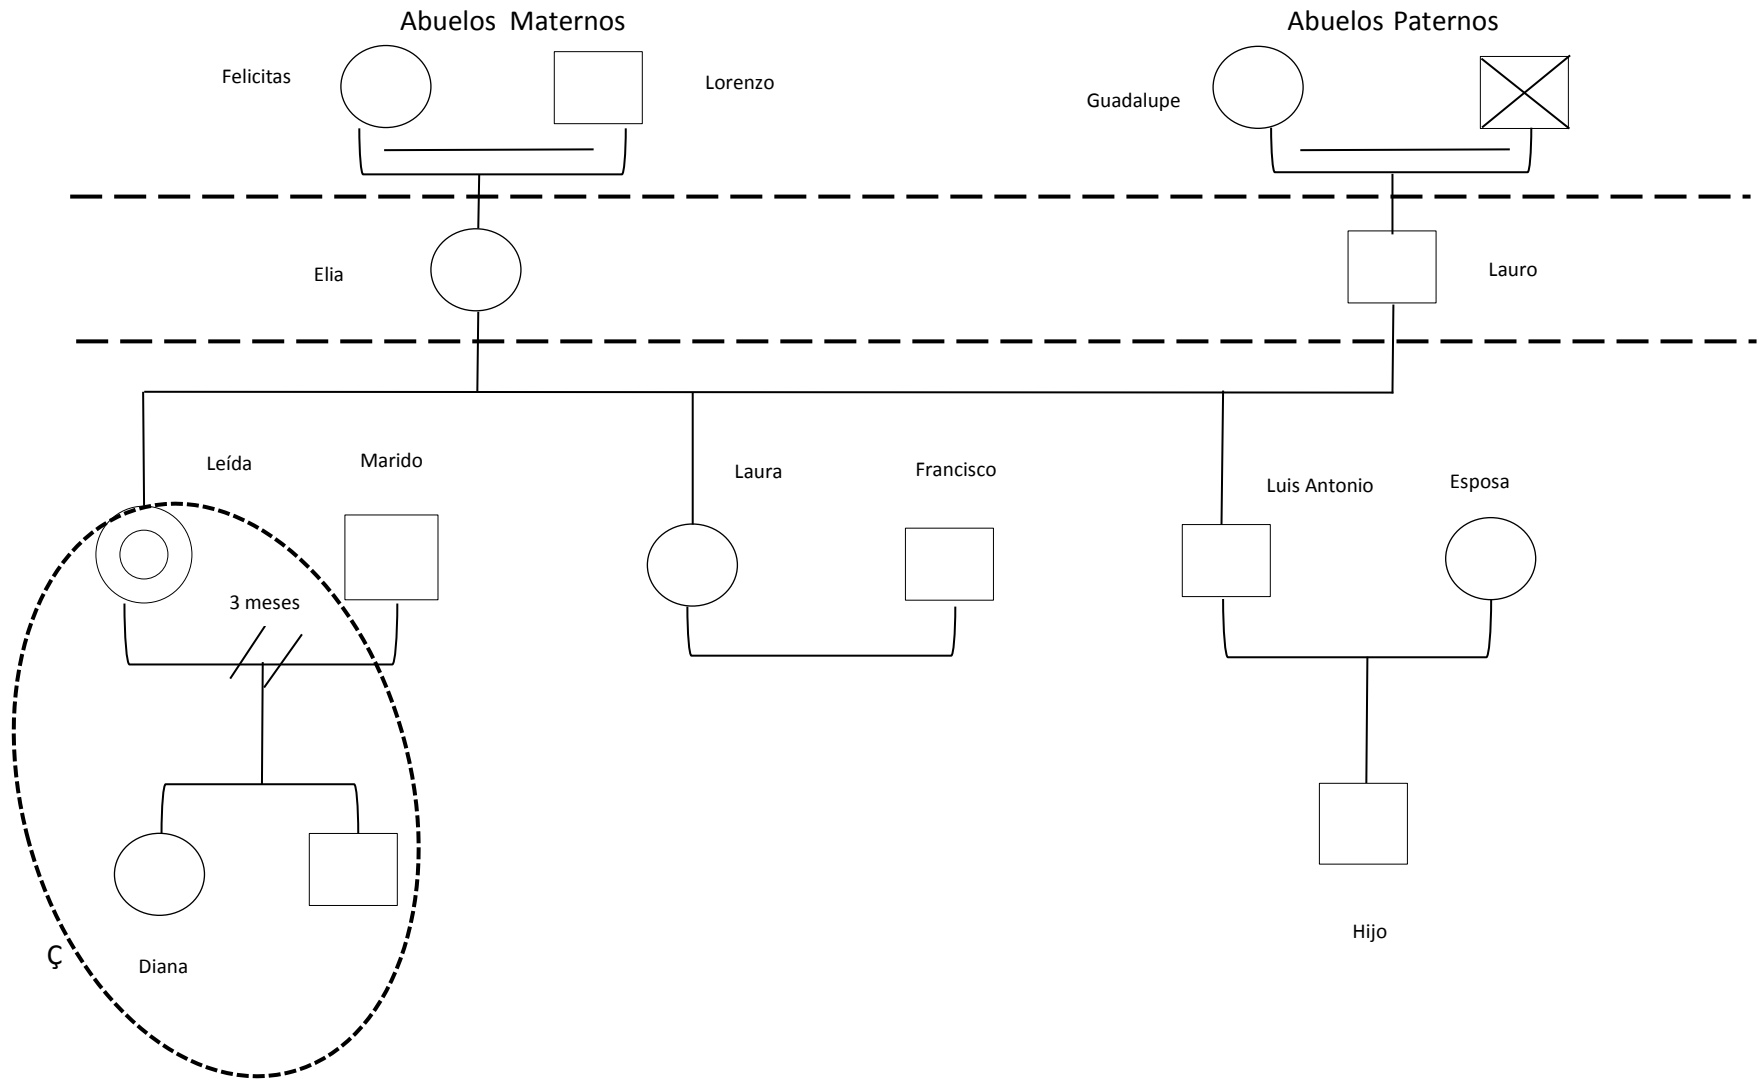 Abuelos Maternos
Abuelos Paternos
Felicitas
Lorenzo
Guadalupe
Elia
Lauro
Leída
Marido
Laura
Francisco
Luis Antonio
Esposa
3 meses
Hijo
Ç
Diana